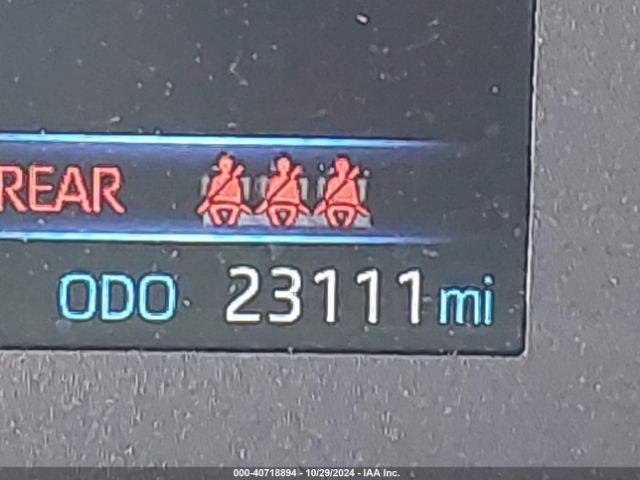 REAR
ODO 23111 mi
000-40718894 - 10/29/2024 - IAA Inc.